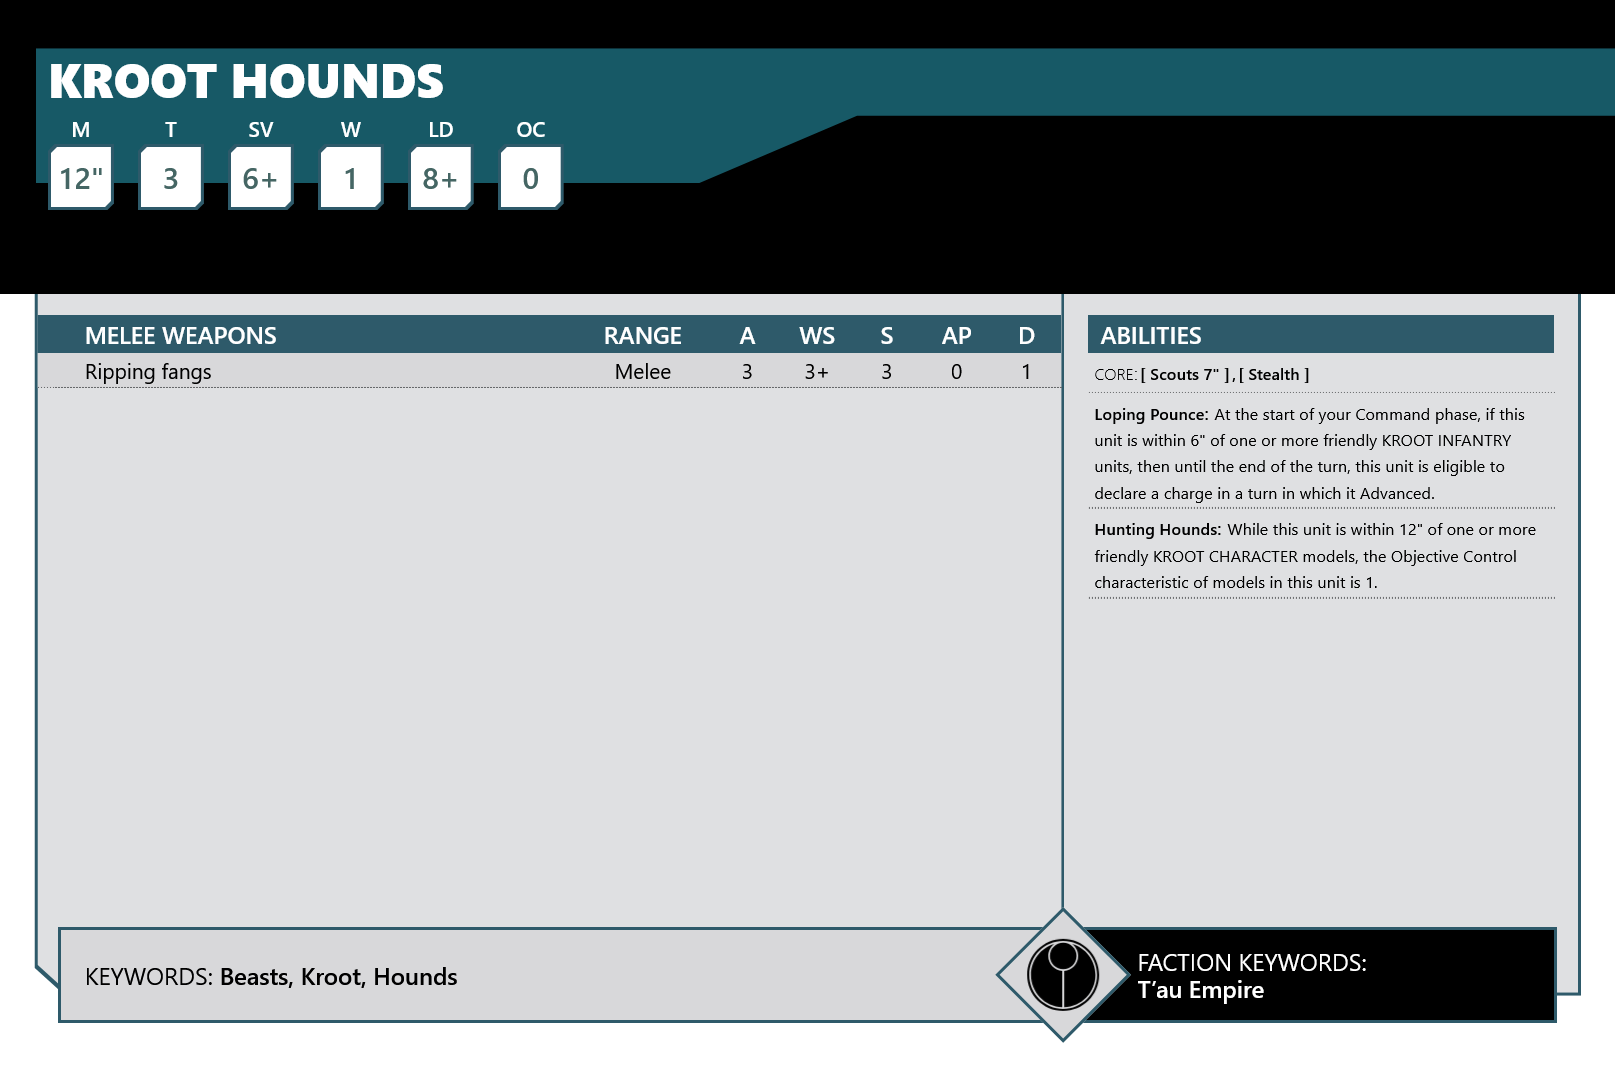 KROOT HOUNDS
M T SV W LD OC
12" 3 6+ 1 8+ 0
MELEE WEAPONS RANGE A WS S AP D
Ripping fangs Melee 3 3+ 3 0 1
ABILITIES
CORE: [ Scouts 7" ] , [ Stealth ]
Loping Pounce: At the start of your Command phase, if this
unit is within 6" of one or more friendly KROOT INFANTRY
units, then until the end of the turn, this unit is eligible to
declare a charge in a turn in which it Advanced.
Hunting Hounds: While this unit is within 12" of one or more
friendly KROOT CHARACTER models, the Objective Control
characteristic of models in this unit is 1.
KEYWORDS: Beasts, Kroot, Hounds
FACTION KEYWORDS:
T’au Empire